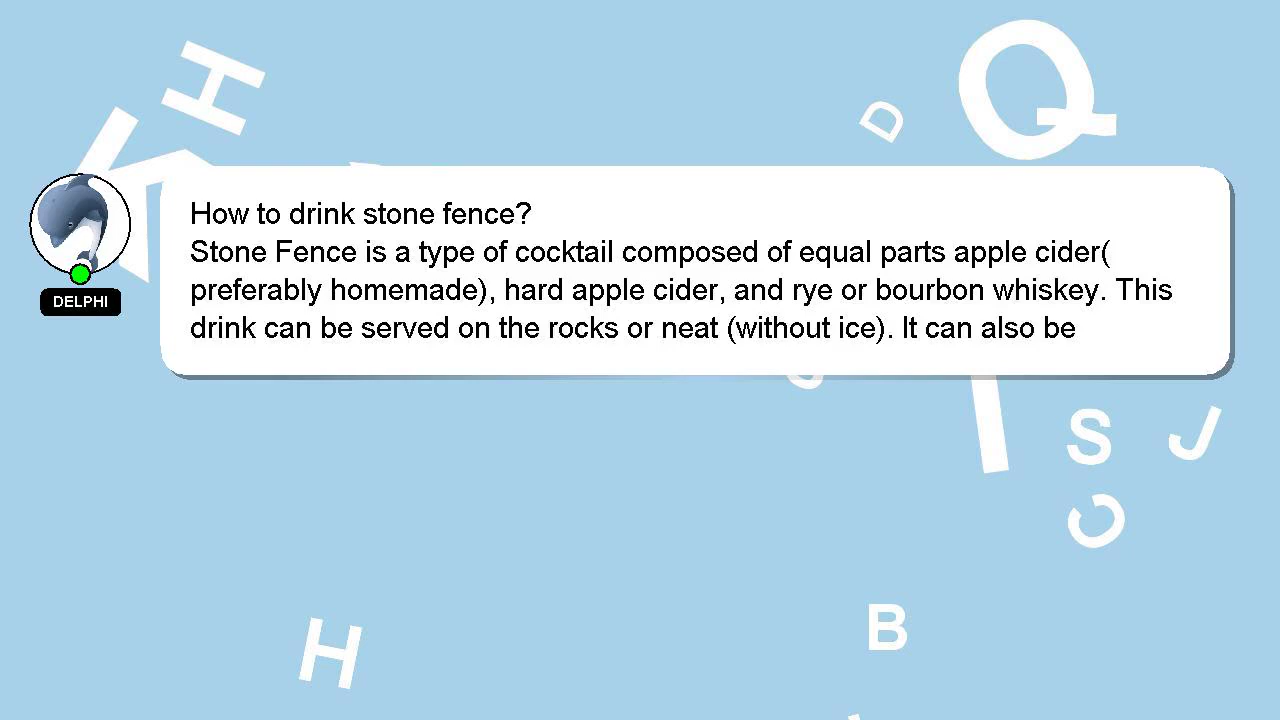 K
H
D
Q
How to drink stone fence?
Stone Fence is a type of cocktail composed of equal parts apple cider(
preferably homemade), hard apple cider, and rye or bourbon whiskey. This
drink can be served on the rocks or neat (without ice). It can also be
DELPHI
I
S
J
C
H
B